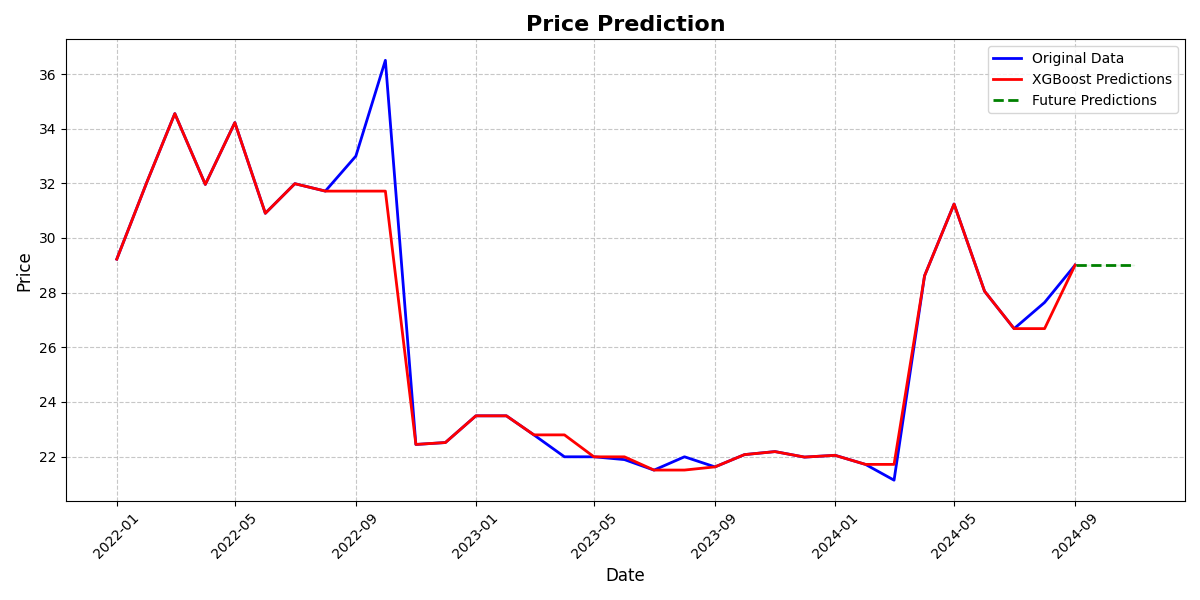 Price Prediction
Original Data
XGBoost Predictions
Future Predictions
Price
36
34
32
30
28
26
24
22
2022-01
2022-05
2022-09
2023-01
2023-05
2023-09
2024-01
2024-05
2024-09
Date